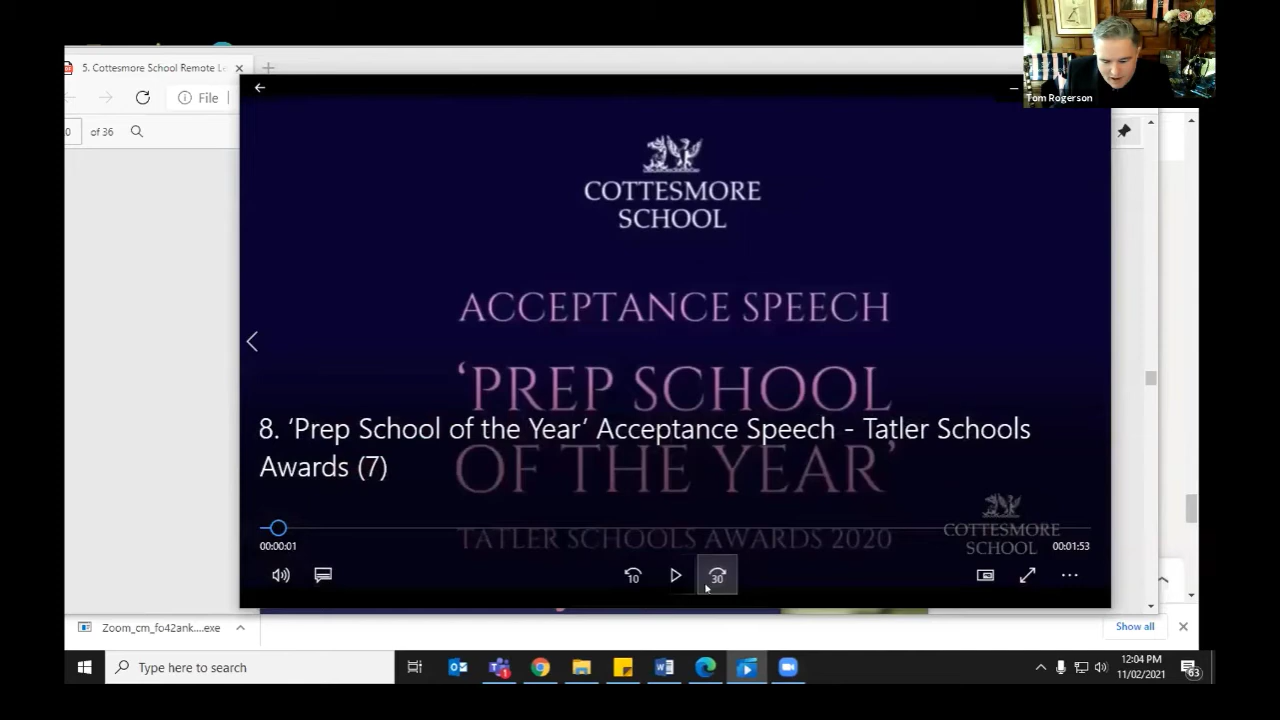 Tom Rogerson
5. Cottesmore School Remote Le
File
0
of 36
COTTESMORE
SCHOOL
ACCEPTANCE SPEECH
‘PREP SCHOOL
8. ‘Prep School of the Year’ Acceptance Speech - Tatler Schools
Awards (7)
OF THE YEAR’
COTTESMORE
SCHOOL
TATLER SCHOOLS AWARDS 2020
00:00:01
00:01:53
10
30
Zoom_cm_fo42ank....exe
Show all
Type here to search
12:04 PM
11/02/2021
63